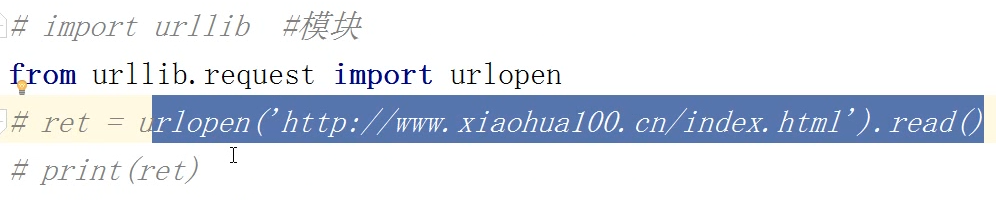 # import urllib  #模块
from urllib.request import urlopen
# ret = urlopen('http://www.xiaohua100.cn/index.html').read()
# print(ret)